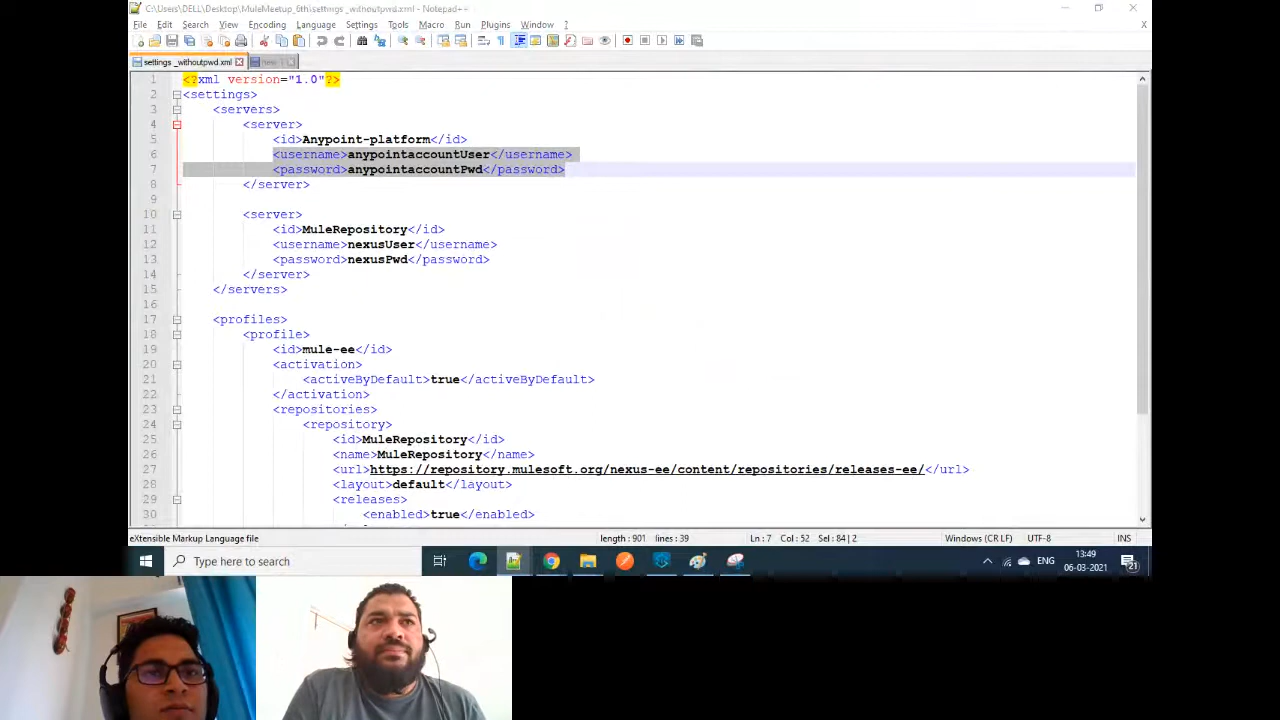 C:\Users\DELL\Desktop\MuleMeetup_6th\settings _withoutpwd.xml - Notepad++
File Edit Search View Encoding Language Settings Tools Macro Run Plugins Window ? X
settings _withoutpwd.xml new
1 <?xml version="1.0"?>
2 <settings>
3 <servers>
4 <server>
5 <id>Anypoint-platform</id>
6 <username>anypointaccountUser</username>
7 <password>anypointaccountPwd</password>
8 </server>
9
10 <server>
11 <id>MuleRepository</id>
12 <username>nexusUser</username>
13 <password>nexusPwd</password>
14 </server>
15 </servers>
16
17 <profiles>
18 <profile>
19 <id>mule-ee</id>
20 <activation>
21 <activeByDefault>true</activeByDefault>
22 </activation>
23 <repositories>
24 <repository>
25 <id>MuleRepository</id>
26 <name>MuleRepository</name>
27 <url>https://repository.mulesoft.org/nexus-ee/content/repositories/releases-ee/</url>
28 <layout>default</layout>
29 <releases>
30 <enabled>true</enabled>
eXtensible Markup Language file length : 901 lines : 39 Ln : 7 Col : 52 Sel : 84 | 2 Windows (CR LF) UTF-8 INS
Type here to search ENG 13:49
06-03-2021 21